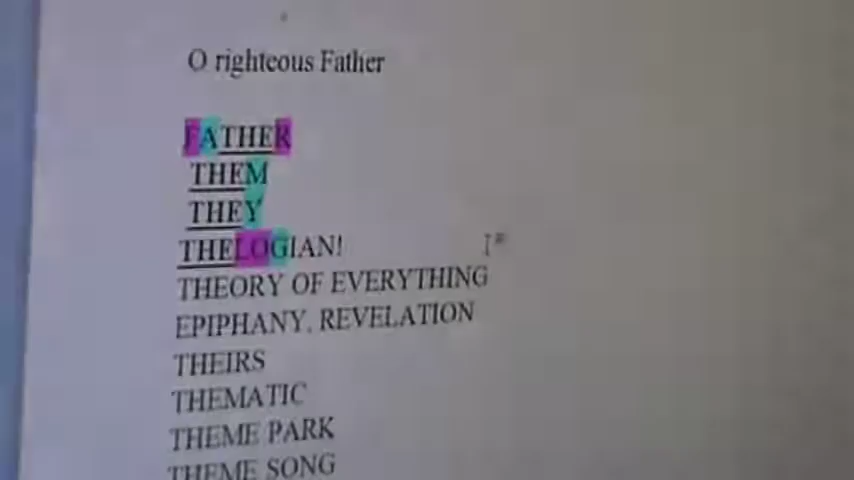 O righteous Father
FATHER
THEM
THEY
THELOGIAN!
THEORY OF EVERYTHING
EPIPHANY, REVELATION
THEIRS
THEMATIC
THEME PARK
THEME SONG